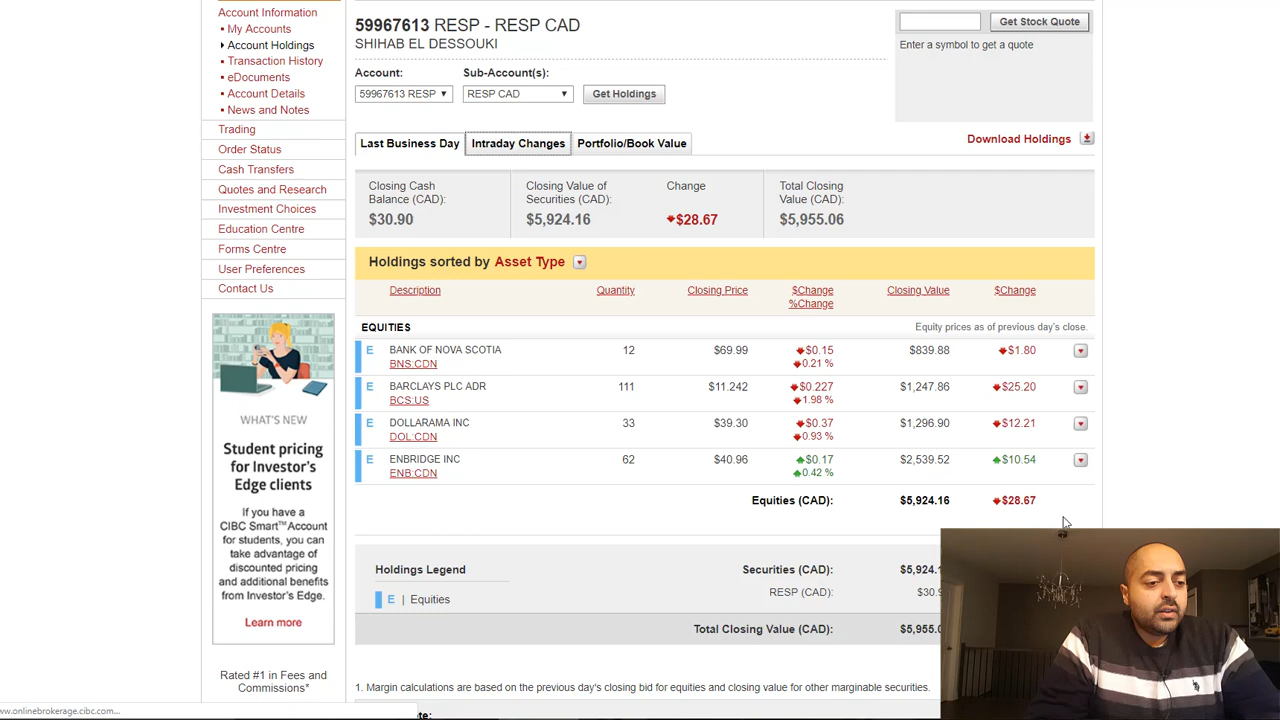 Account Information
My Accounts
Account Holdings
Transaction History
eDocuments
Account Details
News and Notes
Trading
Order Status
Cash Transfers
Quotes and Research
Investment Choices
Education Centre
Forms Centre
User Preferences
Contact Us
WHAT'S NEW
Student pricing
for Investor's
Edge clients
If you have a
CIBC Smart™Account
for students, you can
take advantage of
discounted pricing
and additional benefits
from Investor's Edge.
Learn more
Rated #1 in Fees and
Commissions*
59967613 RESP - RESP CAD
SHIHAB EL DESSOUKI
Account: Sub-Account(s):
59967613 RESP RESP CAD Get Holdings
Get Stock Quote
Enter a symbol to get a quote
Last Business Day Intraday Changes Portfolio/Book Value Download Holdings
Closing Cash Closing Value of Change Total Closing
Balance (CAD): Securities (CAD): Value (CAD):
$30.90 $5,924.16 $28.67 $5,955.06
Holdings sorted by Asset Type
Description Quantity Closing Price $Change Closing Value $Change
%Change
EQUITIES Equity prices as of previous day's close.
E BANK OF NOVA SCOTIA 12 $69.99 $0.15 $839.88 $1.80
BNS:CDN 0.21 %
E BARCLAYS PLC ADR 111 $11.242 $0.227 $1,247.86 $25.20
BCS:US 1.98 %
E DOLLARAMA INC 33 $39.30 $0.37 $1,296.90 $12.21
DOL:CDN 0.93 %
E ENBRIDGE INC 62 $40.96 $0.17 $2,539.52 $10.54
ENB:CDN 0.42 %
Equities (CAD): $5,924.16 $28.67
Holdings Legend Securities (CAD): $5,924.1
E | Equities RESP (CAD): $30.9
Total Closing Value (CAD): $5,955.0
1. Margin calculations are based on the previous day's closing bid for equities and closing value for other marginable securities.
ww.onlinebrokerage.cibc.com...